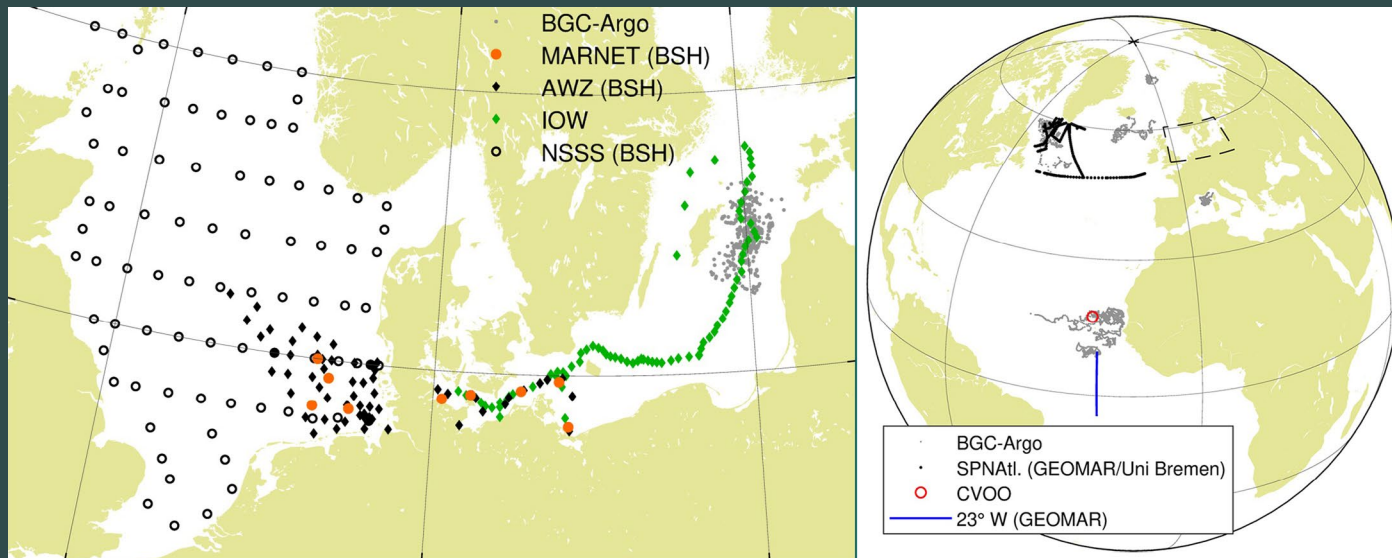 BGC-Argo
MARNET (BSH)
AWZ (BSH)
IOW
NSSS (BSH)
BGC-Argo
SPNAtl. (GEOMAR/Uni Bremen)
CVOO
23° W (GEOMAR)